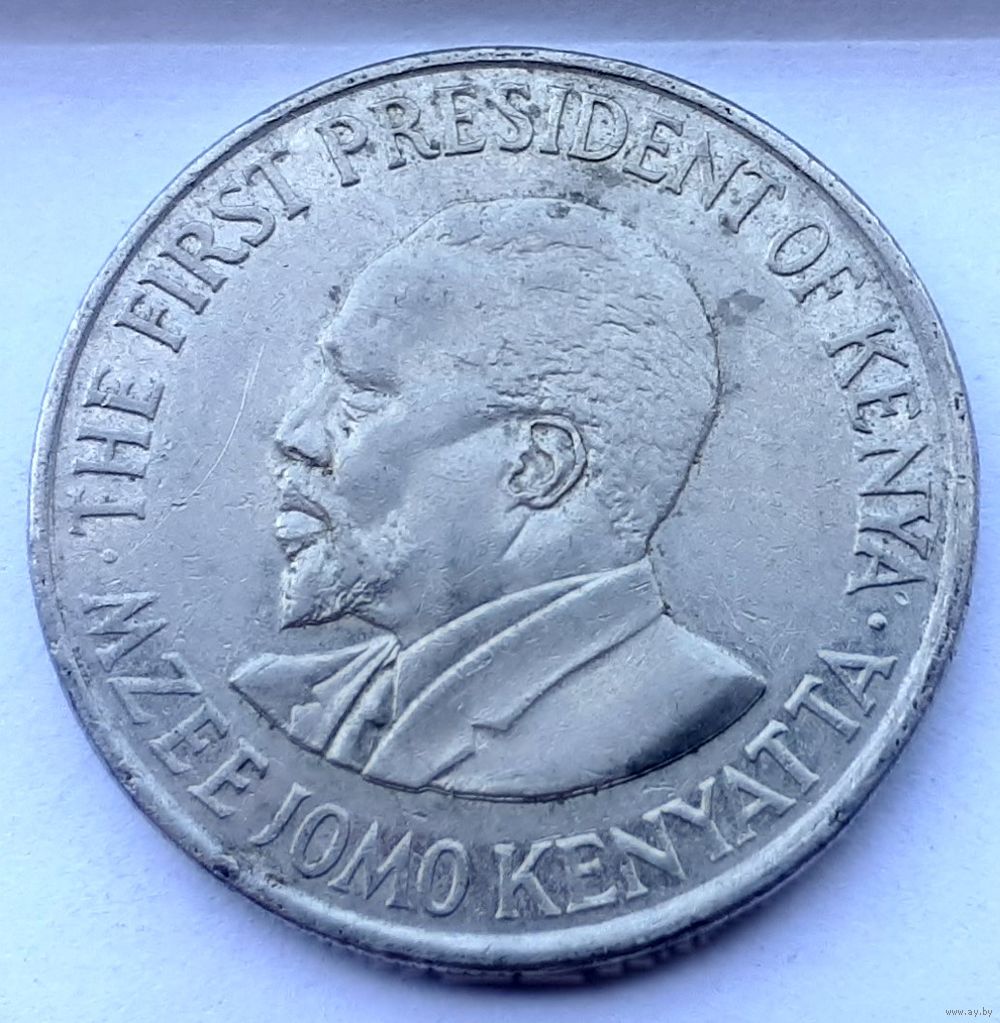 · THE FIRST PRESIDENT OF KENYA ·
MZEE JOMO KENYATTA
www.ay.by